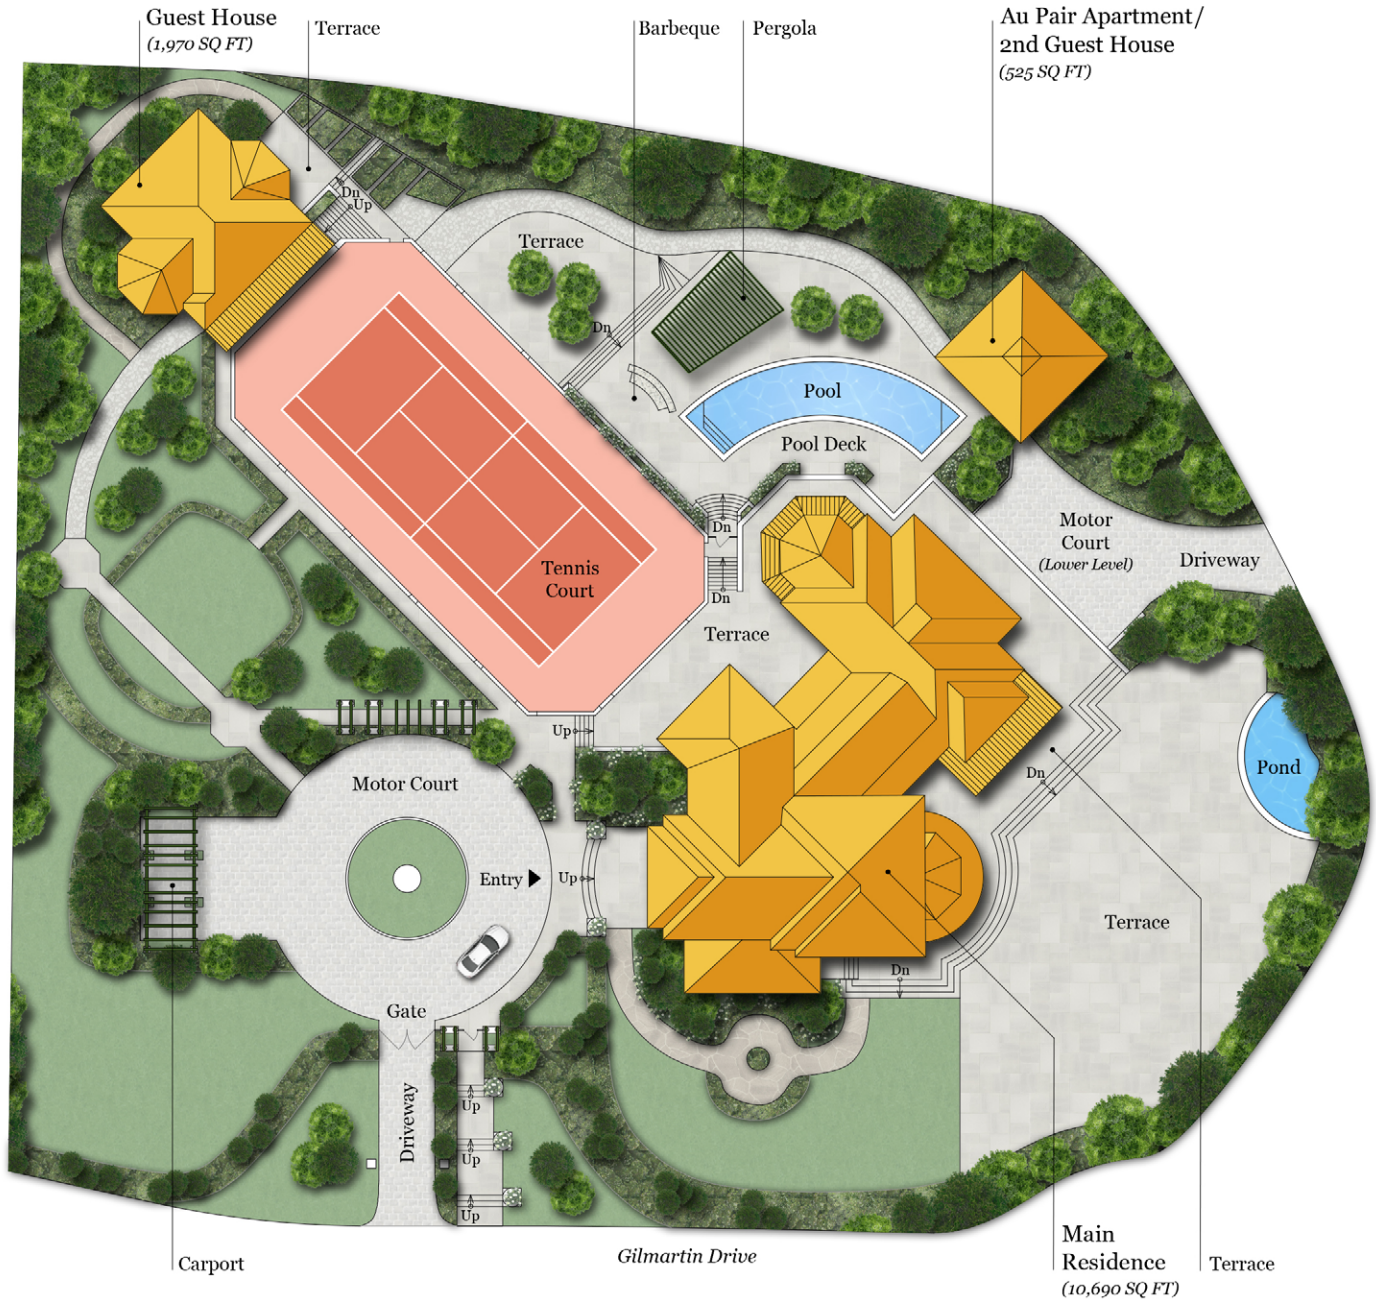 Guest House
(1,970 SQ FT)
Terrace
Barbeque
Pergola
Au Pair Apartment/
2nd Guest House
(525 SQ FT)
Dn
Up
Terrace
Dn
Pool
Pool Deck
Dn
Motor
Court
(Lower Level)
Driveway
Tennis
Court
Dn
Terrace
Up
Motor Court
Dn
Pond
Entry
Up
Terrace
Dn
Gate
Driveway
Up
Up
Up
Gilmartin Drive
Carport
Main
Residence
(10,690 SQ FT)
Terrace